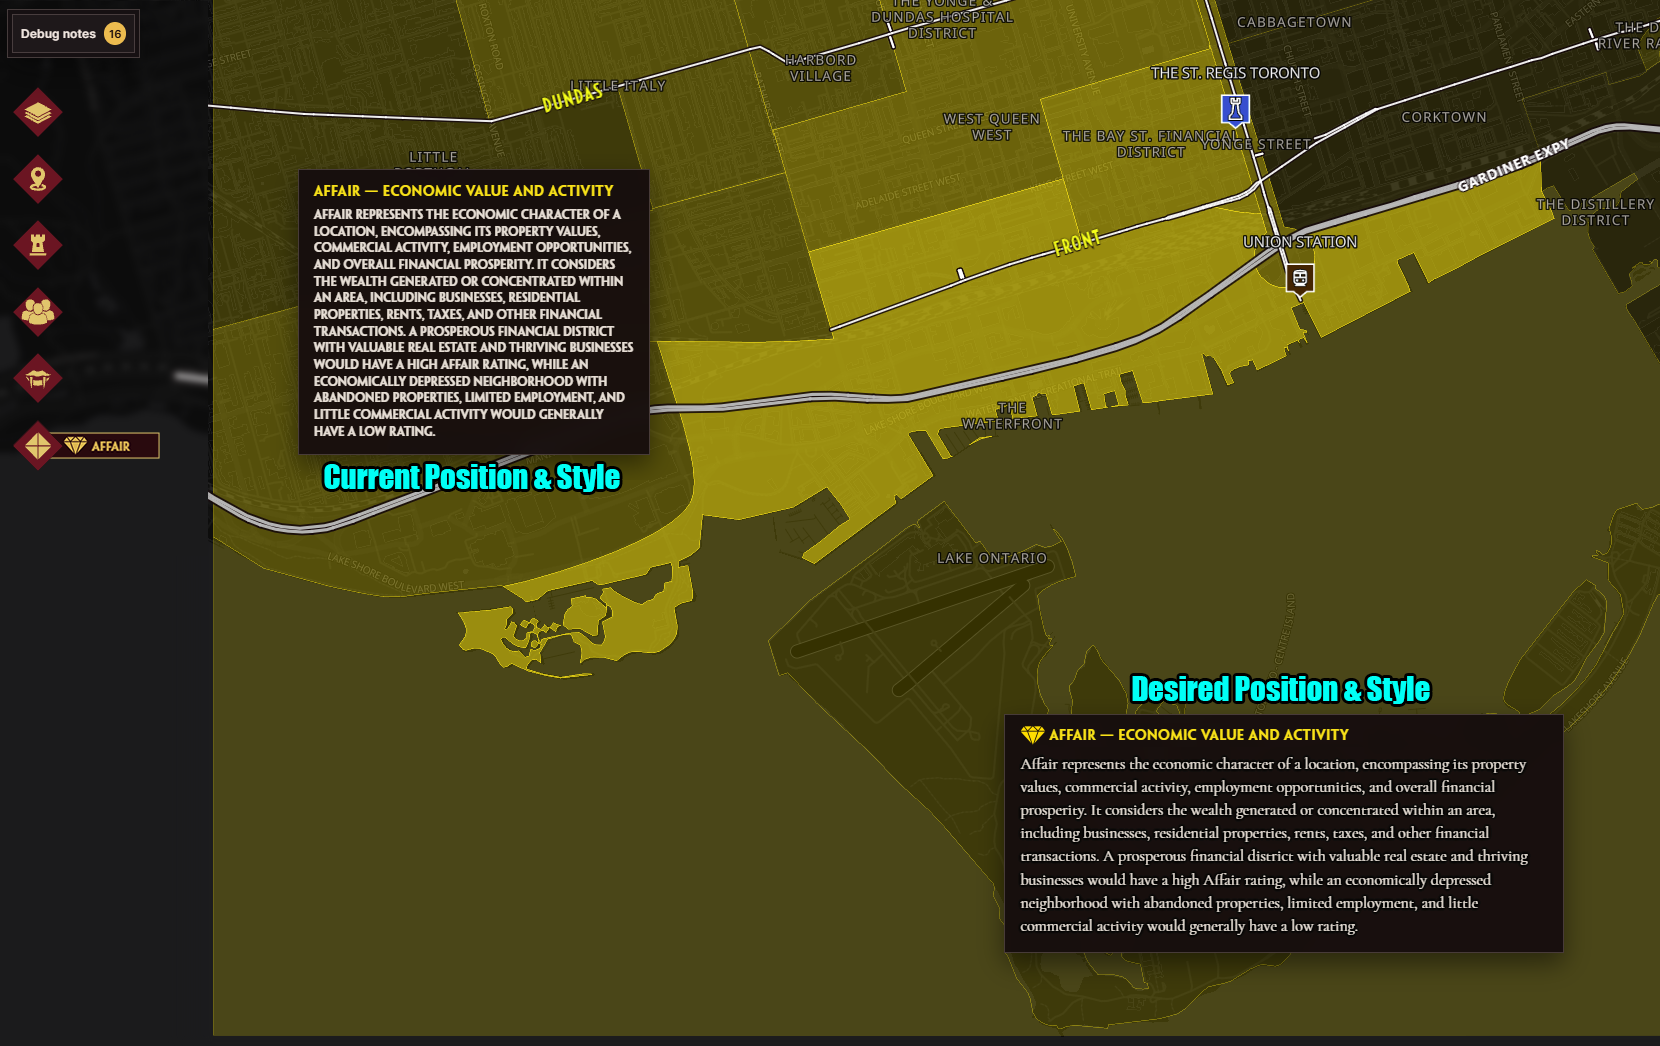 Debug notes 16
THE YONGE &
DUNDAS HOSPITAL
DISTRICT
CABBAGETOWN
HARBORD
VILLAGE
LITTLE ITALY
DUNDAS
THE ST. REGIS TORONTO
WEST QUEEN
WEST
THE BAY ST. FINANCIAL
DISTRICT
YONGE STREET
CORKTOWN
GARDINER EXPY
LITTLE
ADELAIDE STREET WEST
THE DISTILLERY
DISTRICT
FRONT
UNION STATION
AFFAIR — ECONOMIC VALUE AND ACTIVITY
AFFAIR REPRESENTS THE ECONOMIC CHARACTER OF A
LOCATION, ENCOMPASSING ITS PROPERTY VALUES,
COMMERCIAL ACTIVITY, EMPLOYMENT OPPORTUNITIES,
AND OVERALL FINANCIAL PROSPERITY. IT CONSIDERS
THE WEALTH GENERATED OR CONCENTRATED WITHIN
AN AREA, INCLUDING BUSINESSES, RESIDENTIAL
PROPERTIES, RENTS, TAXES, AND OTHER FINANCIAL
TRANSACTIONS. A PROSPEROUS FINANCIAL DISTRICT
WITH VALUABLE REAL ESTATE AND THRIVING BUSINESSES
WOULD HAVE A HIGH AFFAIR RATING, WHILE AN
ECONOMICALLY DEPRESSED NEIGHBORHOOD WITH
ABANDONED PROPERTIES, LIMITED EMPLOYMENT, AND
LITTLE COMMERCIAL ACTIVITY WOULD GENERALLY
HAVE A LOW RATING.
THE
WATERFRONT
AFFAIR
Current Position & Style
LAKE ONTARIO
LAKE SHORE BOULEVARD WEST
Desired Position & Style
AFFAIR — ECONOMIC VALUE AND ACTIVITY
Affair represents the economic character of a location, encompassing its property
values, commercial activity, employment opportunities, and overall financial
prosperity. It considers the wealth generated or concentrated within an area,
including businesses, residential properties, rents, taxes, and other financial
transactions. A prosperous financial district with valuable real estate and thriving
businesses would have a high Affair rating, while an economically depressed
neighborhood with abandoned properties, limited employment, and little
commercial activity would generally have a low rating.